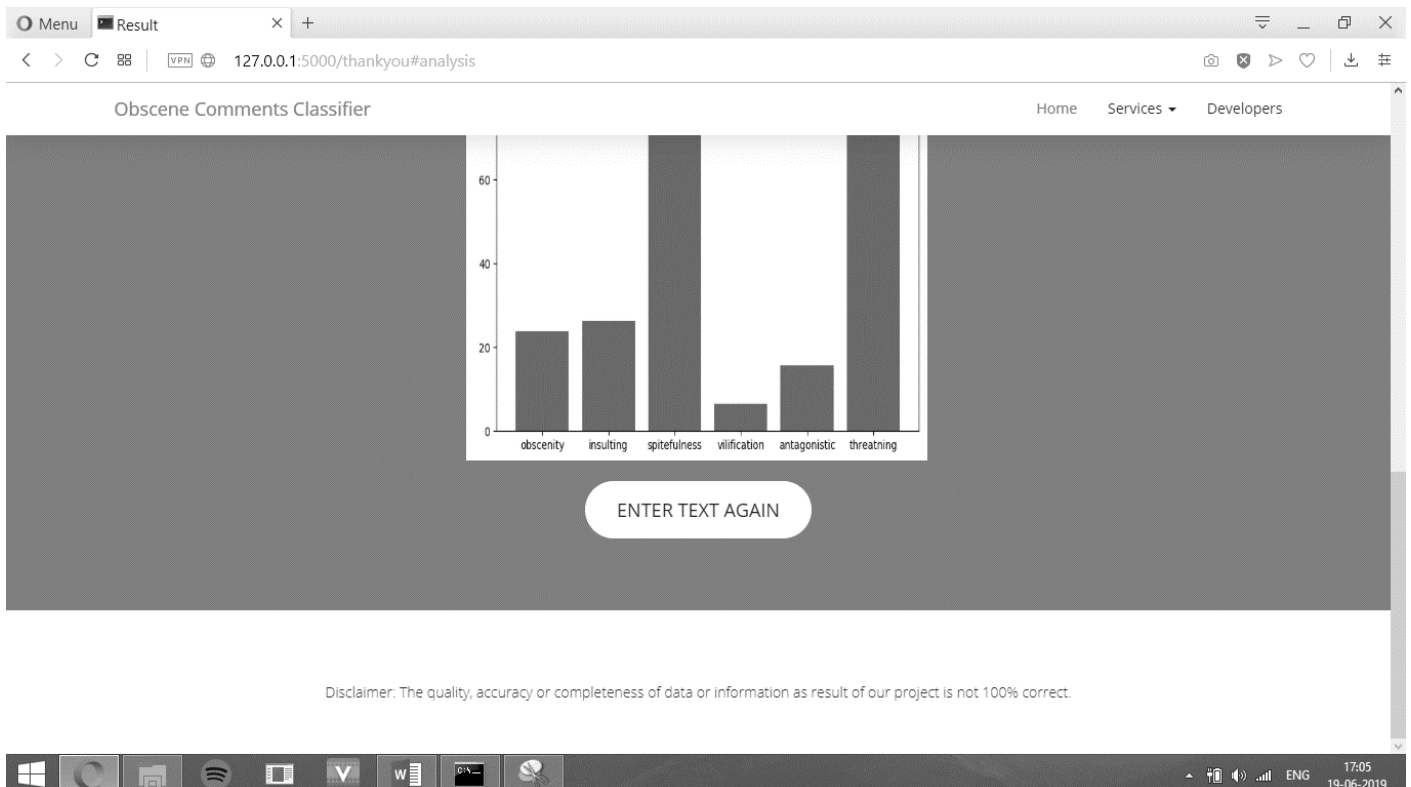 Menu Result
VPN 127.0.0.1:5000/thankyou#analysis
Obscene Comments Classifier Home Services Developers
60
40
20
0
obscenity insulting spitefulness vilification antagonistic threatning
ENTER TEXT AGAIN
Disclaimer: The quality, accuracy or completeness of data or information as result of our project is not 100% correct.
ENG 17:05
19-06-2019